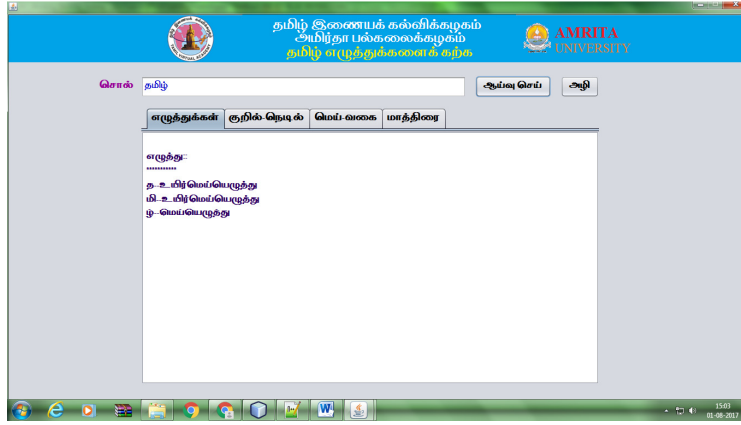 தமிழ் இணையக் கல்விக்கழகம்
அமிர்தா பல்கலைக்கழகம்
தமிழ் எழுத்துக்களைக் கற்க
AMRITA
UNIVERSITY
சொல் தமிழ் ஆய்வு செய் அழி
எழுத்துக்கள் குறில்-நெடில் மெய்-வகை மாத்திரை
எழுத்து::
***********
த--உயிர்மெய்யெழுத்து
மி--உயிர்மெய்யெழுத்து
ழ்--மெய்யெழுத்து
15:03
01-08-2017